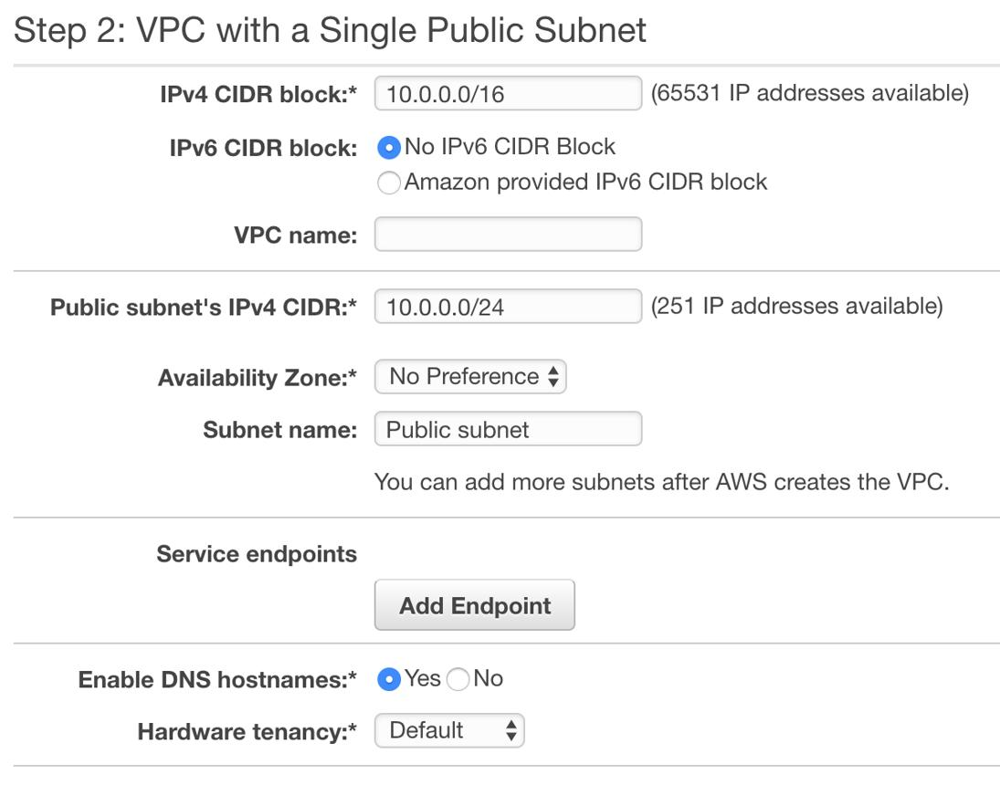 Step 2: VPC with a Single Public Subnet
IPv4 CIDR block:* 10.0.0.0/16 (65531 IP addresses available)
IPv6 CIDR block: No IPv6 CIDR Block
Amazon provided IPv6 CIDR block
VPC name:
Public subnet's IPv4 CIDR:* 10.0.0.0/24 (251 IP addresses available)
Availability Zone:* No Preference
Subnet name: Public subnet
You can add more subnets after AWS creates the VPC.
Service endpoints
Add Endpoint
Enable DNS hostnames:* Yes No
Hardware tenancy:* Default